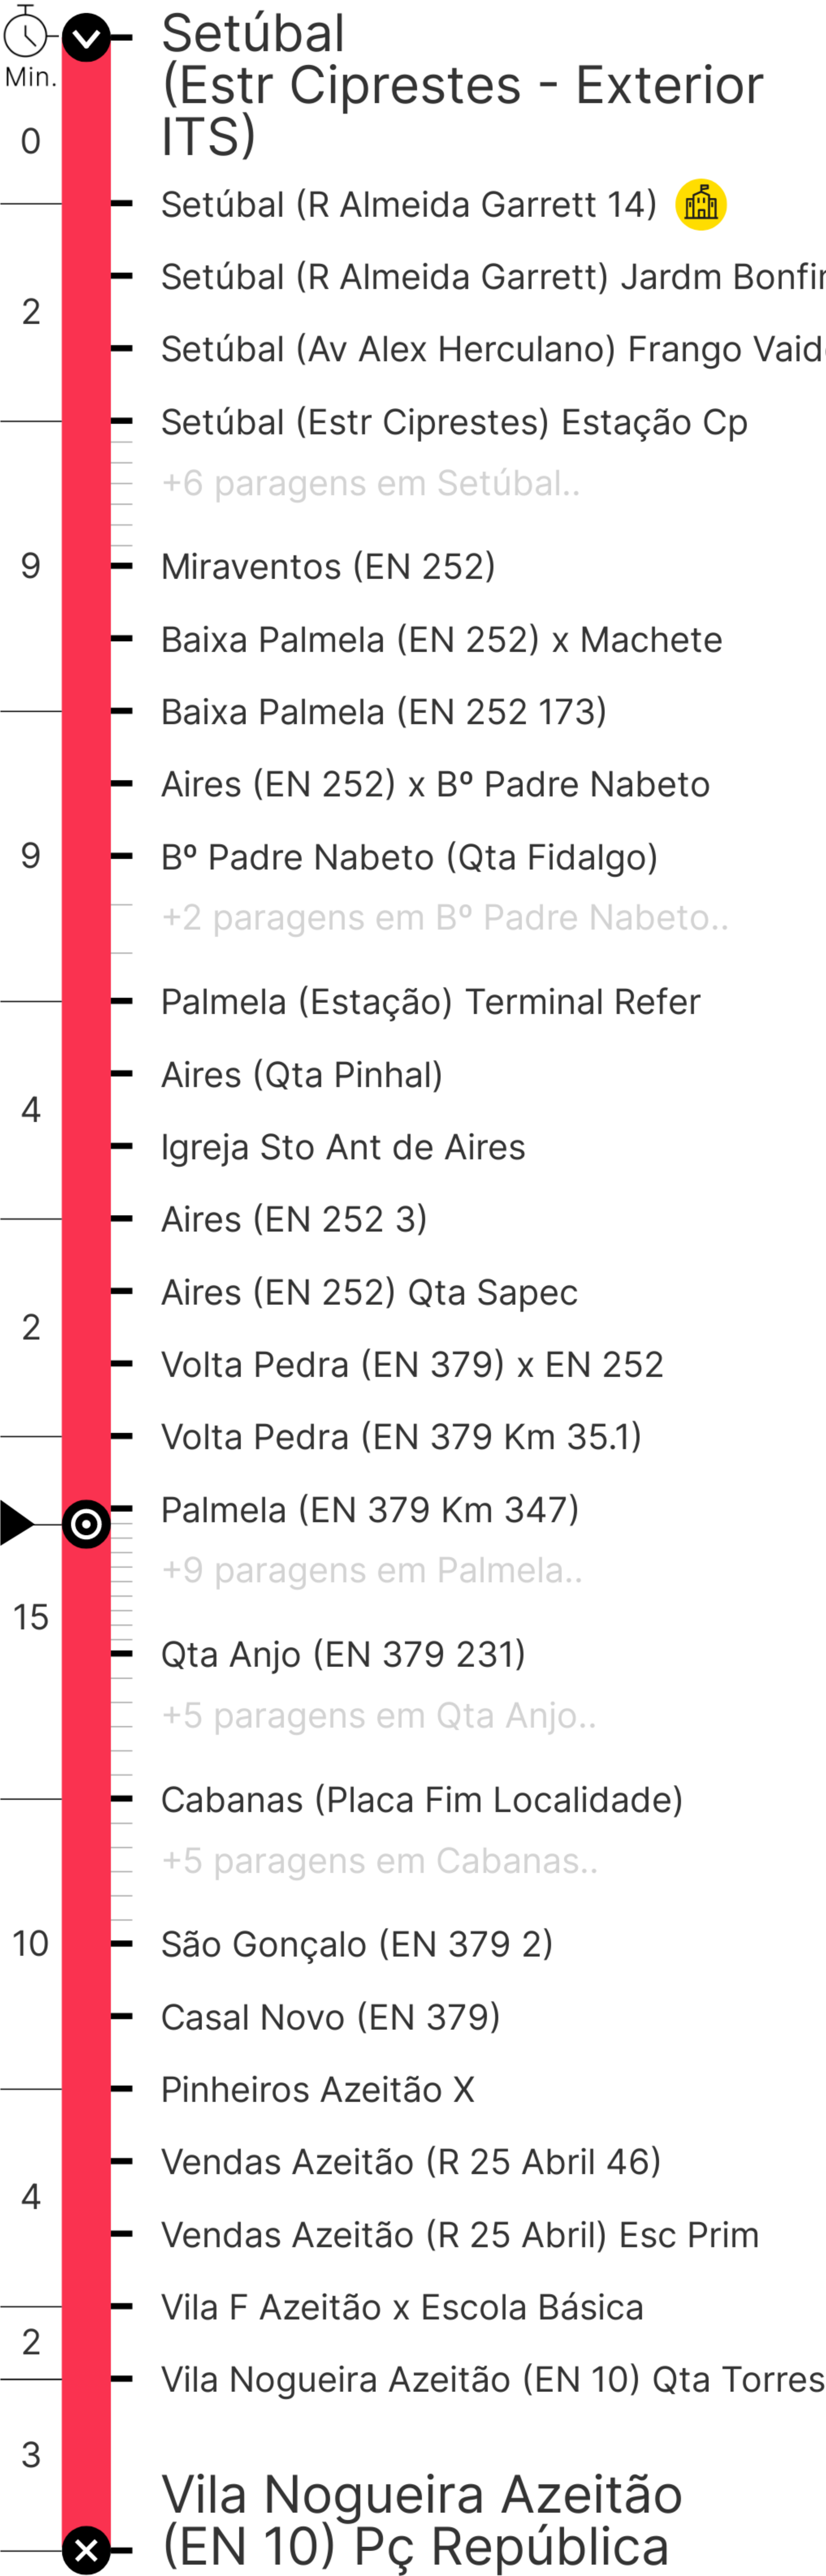 Setúbal
(Estr Ciprestes - Exterior
ITS)
Min.
0
Setúbal (R Almeida Garrett 14)
Setúbal (R Almeida Garrett) Jardm
2
Setúbal (Av Alex Herculano) Frango
Setúbal (Estr Ciprestes) Estação Cp
+6 paragens em Setúbal..
9
Miraventos (EN 252)
Baixa Palmela (EN 252) x Machete
Baixa Palmela (EN 252 173)
Aires (EN 252) x Bº Padre Nabeto
9
Bº Padre Nabeto (Qta Fidalgo)
+2 paragens em Bº Padre Nabeto..
Palmela (Estação) Terminal Refer
Aires (Qta Pinhal)
4
Igreja Sto Ant de Aires
Aires (EN 252 3)
Aires (EN 252) Qta Sapec
2
Volta Pedra (EN 379) x EN 252
Volta Pedra (EN 379 Km 35.1)
Palmela (EN 379 Km 347)
+9 paragens em Palmela..
15
Qta Anjo (EN 379 231)
+5 paragens em Qta Anjo..
Cabanas (Placa Fim Localidade)
+5 paragens em Cabanas..
10
São Gonçalo (EN 379 2)
Casal Novo (EN 379)
Pinheiros Azeitão X
Vendas Azeitão (R 25 Abril 46)
4
Vendas Azeitão (R 25 Abril) Esc Prim
Vila F Azeitão x Escola Básica
2
Vila Nogueira Azeitão (EN 10) Qta Torres
3
Vila Nogueira Azeitão
(EN 10) Pç República